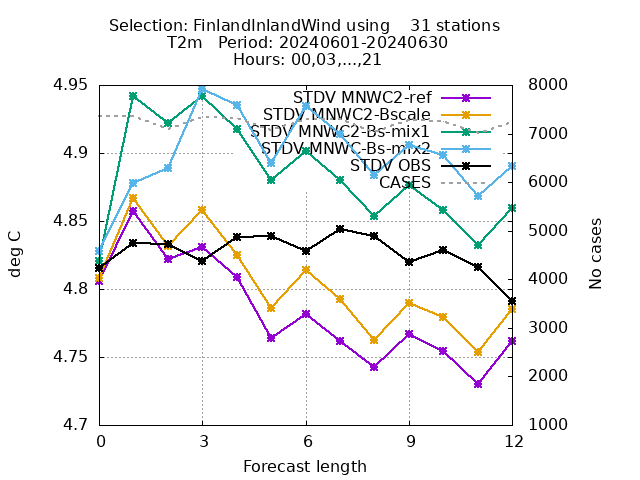 Selection: FinlandInlandWind using    31 stations
T2m   Period: 20240601-20240630
Hours: 00,03,...,21
STDV MNWC2-ref
STDV MNWC2-Bscal
STDV MNWC2-Bs-mix1
STDV MNWC-Bs-mix2
STDV OBS
CASES
deg C
4.95
4.9
4.85
4.8
4.75
4.7
No cases
8000
7000
6000
5000
4000
3000
2000
1000
0
3
6
9
12
Forecast length